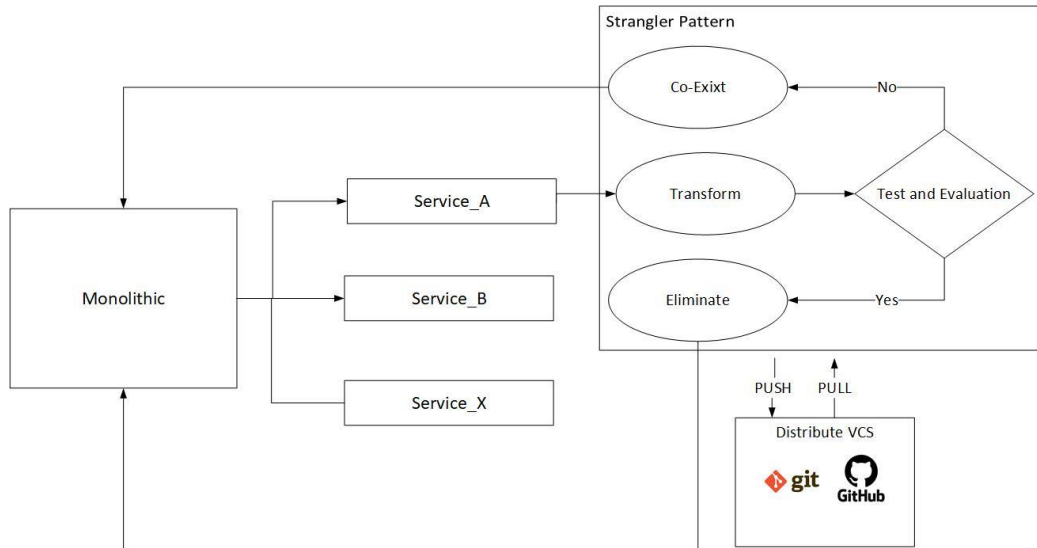 Strangler Pattern
Co-Exixt
No
Service_A
Transform
Test and Evaluation
Monolithic
Service_B
Eliminate
Yes
Service_X
PUSH
PULL
Distribute VCS
git
GitHub